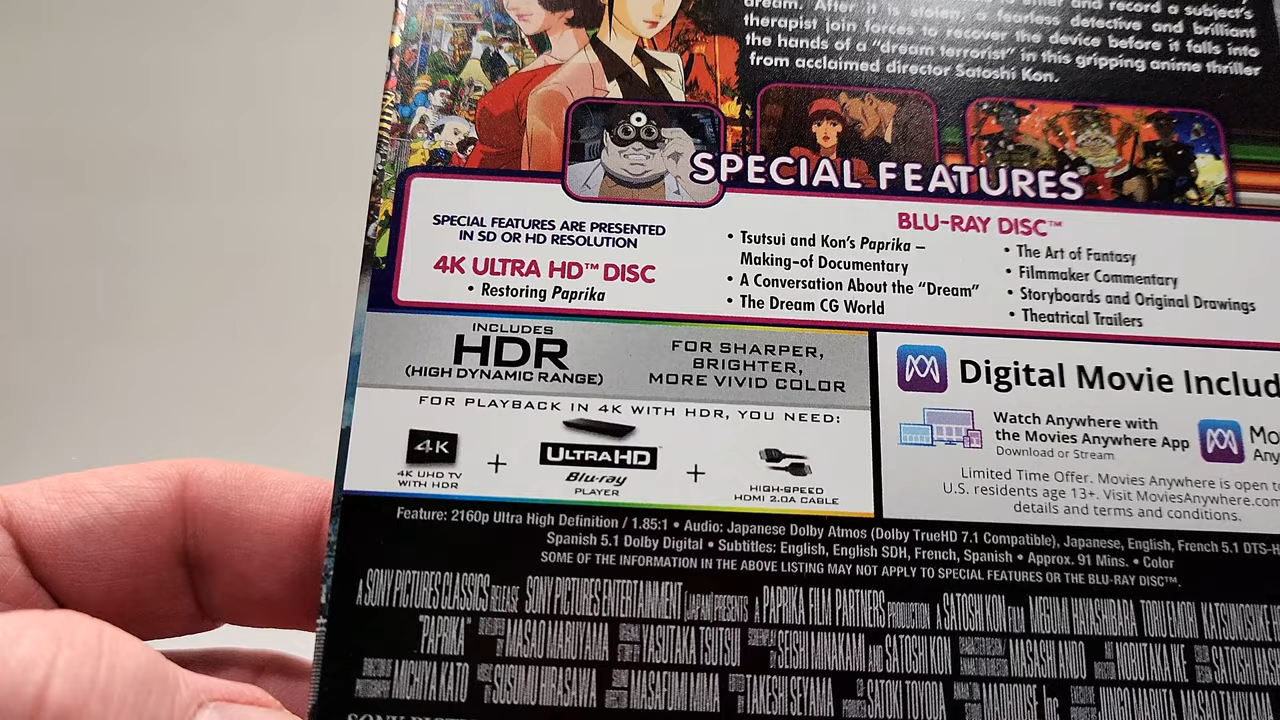 dream. After it is stolen, a fearless detective and brilliant
therapist join forces to recover the device before it falls into
the hands of a “dream terrorist” in this gripping anime thriller
from acclaimed director Satoshi Kon.
SPECIAL FEATURES
SPECIAL FEATURES ARE PRESENTED
IN SD OR HD RESOLUTION
4K ULTRA HD™ DISC
• Restoring Paprika
BLU-RAY DISC™
• Tsutsui and Kon's Paprika –
Making-of Documentary
• A Conversation About the “Dream”
• The Dream CG World
• The Art of Fantasy
• Filmmaker Commentary
• Storyboards and Original Drawings
• Theatrical Trailers
INCLUDES
HDR
(HIGH DYNAMIC RANGE)
FOR SHARPER,
BRIGHTER,
MORE VIVID COLOR
FOR PLAYBACK IN 4K WITH HDR, YOU NEED:
4K
4K UHD TV
WITH HDR
+
ULTRA HD
Blu-ray
PLAYER
+
HIGH-SPEED
HDMI 2.0A CABLE
Digital Movie Includ
Watch Anywhere with
the Movies Anywhere App
Download or Stream
Mo
Any
Limited Time Offer. Movies Anywhere is open to
U.S. residents age 13+. Visit MoviesAnywhere.com
details and terms and conditions.
Feature: 2160p Ultra High Definition / 1.85:1 • Audio: Japanese Dolby Atmos (Dolby TrueHD 7.1 Compatible), Japanese, English, French 5.1 DTS-H
Spanish 5.1 Dolby Digital • Subtitles: English, English SDH, French, Spanish • Approx. 91 Mins. • Color
SOME OF THE INFORMATION IN THE ABOVE LISTING MAY NOT APPLY TO SPECIAL FEATURES OR THE BLU-RAY DISC™.
A SONY PICTURES CLASSICS RELEASE SONY PICTURES ENTERTAINMENT (JAPAN) PRESENTS A PAPRIKA FILM PARTNERS PRODUCTION A SATOSHI KON FILM MEGUMI HAYASHIBARA TORU EMORI KATSUNOSUKE H
"PAPRIKA" MASAO MARUYAMA YASUTAKA TSUTSUI SEISHI MINAKAMI AND SATOSHI KON MASASHI ANDO NOBUTAKA IKE SATOSHI HASH
MICHIYA KATO SUSUMU HIRASAWA MASAFUMI MIMA TAKESHI SEYAMA SATOKI TOYODA MADHOUSE Inc. JUNGO MARUTA MASAO TAKIYAMA
SONY PICT